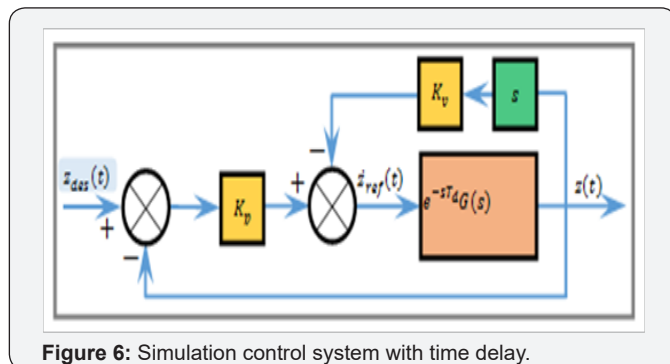 K_v
s
z_des(t)
+
−
K_p
+
−
ż_ref(t)
e^{-sT_d}G(s)
z(t)
Figure 6: Simulation control system with time delay.